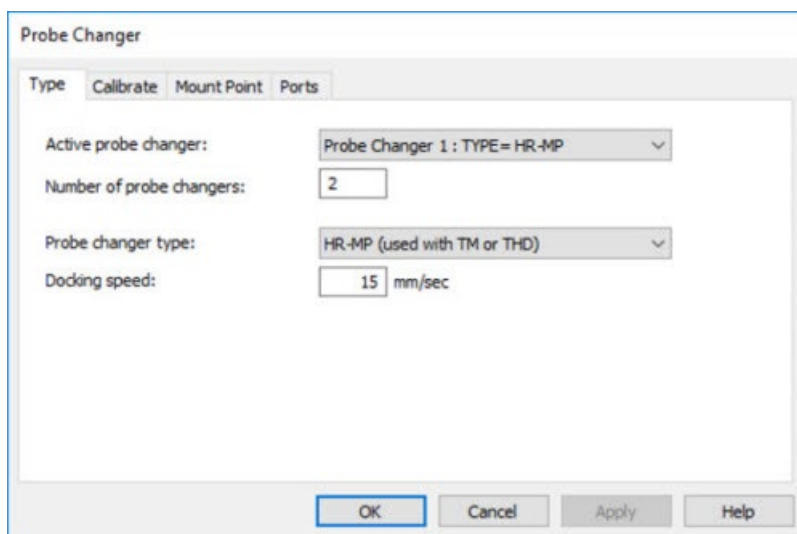 Probe Changer
Type Calibrate Mount Point Ports
Active probe changer: Probe Changer 1 : TYPE= HR-MP
Number of probe changers: 2
Probe changer type: HR-MP (used with TM or THD)
Docking speed: 15 mm/sec
OK Cancel Apply Help